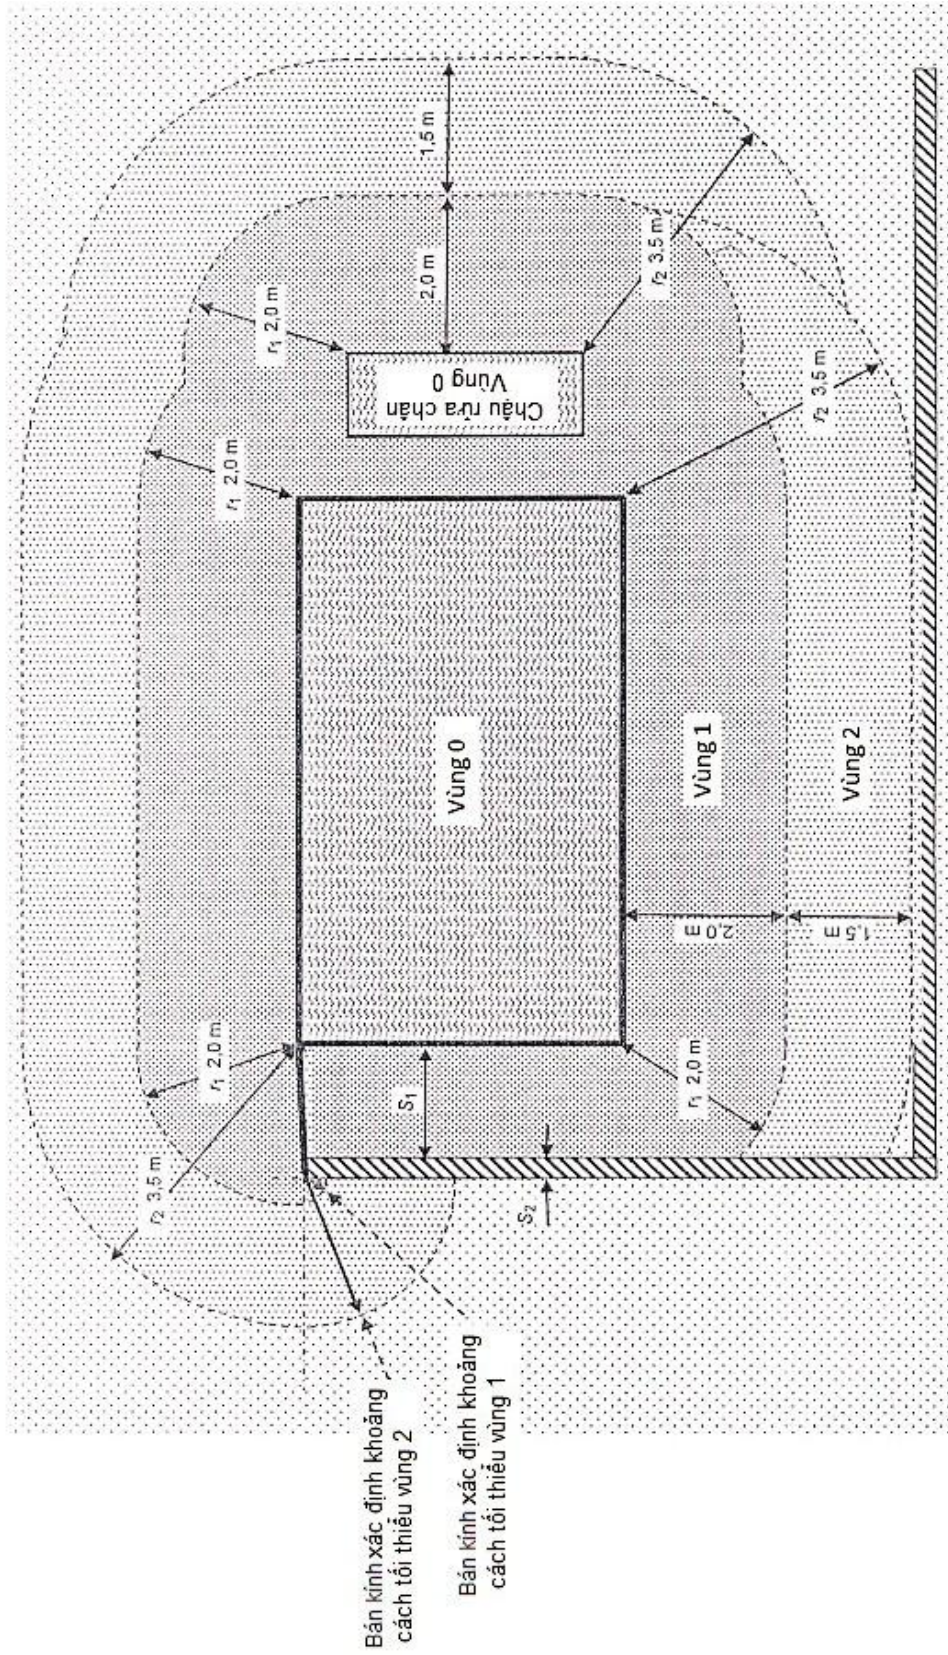 1,5 m
2,0 m
r₁ 2,0 m
r₂ 3,5 m
Chậu rửa chân
Vùng 0
r₁ 2,0 m
r₂ 3,5 m
Vùng 0
Vùng 1
Vùng 2
2,0 m
1,5 m
r₁ 2,0 m
S₁
r₁ 2,0 m
r₂ 3,5 m
S₂
Bán kính xác định khoảng
cách tối thiểu vùng 2
Bán kính xác định khoảng
cách tối thiểu vùng 1